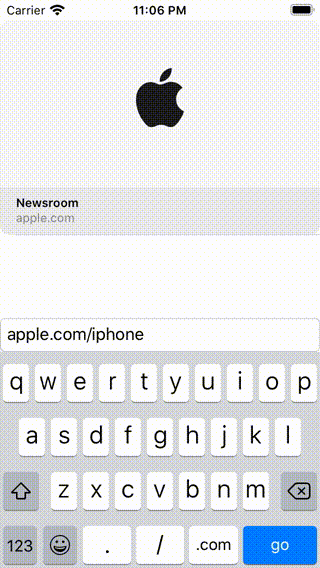 Carrier 11:06 PM
Newsroom
apple.com
apple.com/iphone
q w e r t y u i o p
a s d f g h j k l
z x c v b n m
123 . / .com go